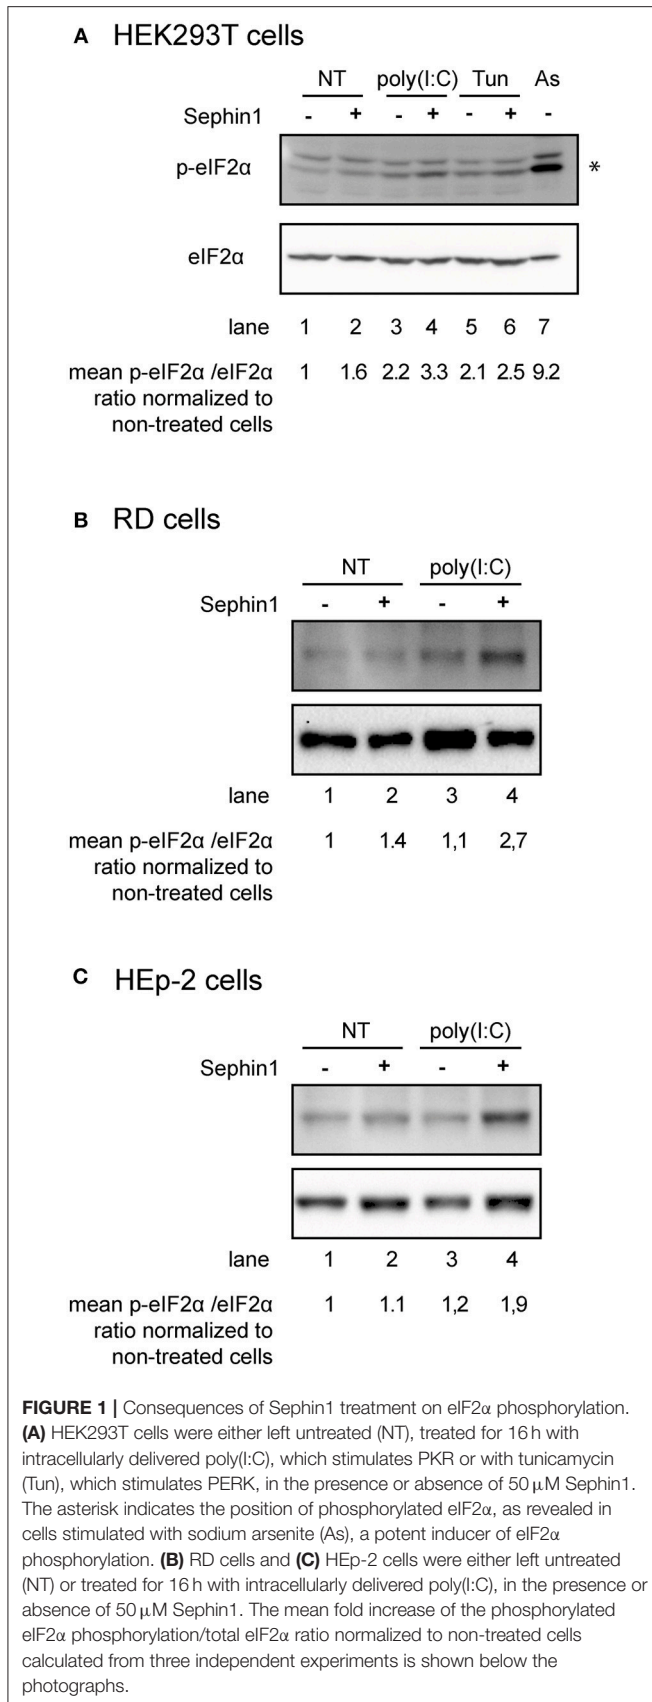 A HEK293T cells
NT poly(I:C) Tun As
Sephin1 - + - + - + -
p-eIF2α *
eIF2α
lane 1 2 3 4 5 6 7
mean p-eIF2α /eIF2α 1 1.6 2.2 3.3 2.1 2.5 9.2
ratio normalized to
non-treated cells
B RD cells
NT poly(I:C)
Sephin1 - + - +
lane 1 2 3 4
mean p-eIF2α /eIF2α 1 1.4 1,1 2,7
ratio normalized to
non-treated cells
C HEp-2 cells
NT poly(I:C)
Sephin1 - + - +
lane 1 2 3 4
mean p-eIF2α /eIF2α 1 1.1 1,2 1,9
ratio normalized to
non-treated cells
FIGURE 1 | Consequences of Sephin1 treatment on eIF2α phosphorylation.
(A) HEK293T cells were either left untreated (NT), treated for 16 h with
intracellularly delivered poly(I:C), which stimulates PKR or with tunicamycin
(Tun), which stimulates PERK, in the presence or absence of 50 μM Sephin1.
The asterisk indicates the position of phosphorylated eIF2α, as revealed in
cells stimulated with sodium arsenite (As), a potent inducer of eIF2α
phosphorylation. (B) RD cells and (C) HEp-2 cells were either left untreated
(NT) or treated for 16 h with intracellularly delivered poly(I:C), in the presence or
absence of 50 μM Sephin1. The mean fold increase of the phosphorylated
eIF2α phosphorylation/total eIF2α ratio normalized to non-treated cells
calculated from three independent experiments is shown below the
photographs.